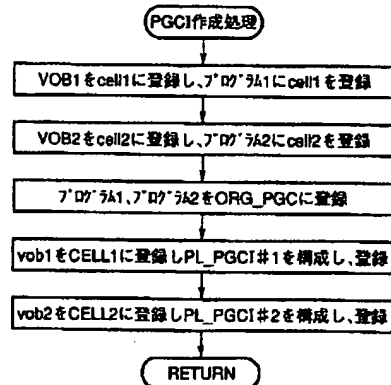 PGCI作成処理
VOB1をcell1に登録し、プログラム1にcell1を登録
VOB2をcell2に登録し、プログラム2にcell2を登録
プログラム1、プログラム2をORG_PGCに登録
vob1をCELL1に登録しPL_PGCI#1を構成し、登録
vob2をCELL2に登録しPL_PGCI#2を構成し、登録
RETURN